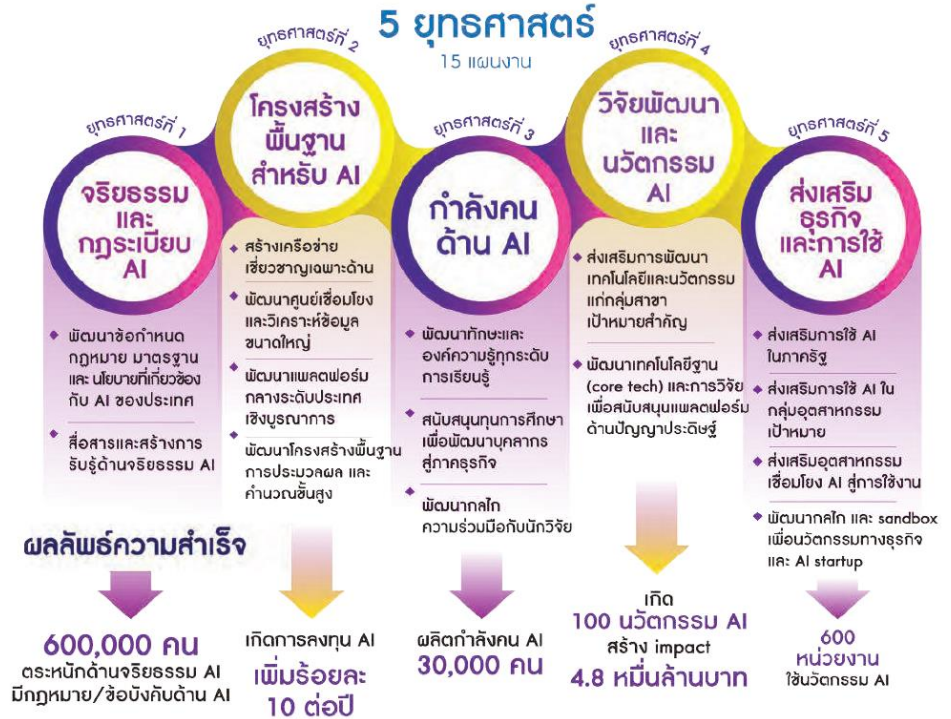 5 ยุทธศาสตร์
15 แผนงาน
ยุทธศาสตร์ที่ 1
จริยธรรม
และ
กฎระเบียบ
AI
พัฒนาข้อกำหนด
กฎหมาย มาตรฐาน
และ นโยบายที่เกี่ยวข้อง
กับ AI ของประเทศ
สื่อสารและสร้างการ
รับรู้ด้านจริยธรรม AI
ยุทธศาสตร์ที่ 2
โครงสร้าง
พื้นฐาน
สำหรับ AI
สร้างเครือข่าย
เชี่ยวชาญเฉพาะด้าน
พัฒนาศูนย์เชื่อมโยง
และวิเคราะห์ข้อมูล
ขนาดใหญ่
พัฒนาแพลตฟอร์ม
กลางระดับประเทศ
เชิงบูรณาการ
พัฒนาโครงสร้างพื้นฐาน
การประมวลผล และ
คำนวณขั้นสูง
ยุทธศาสตร์ที่ 3
กำลังคน
ด้าน AI
พัฒนาทักษะและ
องค์ความรู้ทุกระดับ
การเรียนรู้
สนับสนุนทุนการศึกษา
เพื่อพัฒนาบุคลากร
สู่ภาคธุรกิจ
พัฒนากลไก
ความร่วมมือกับนักวิจัย
ยุทธศาสตร์ที่ 4
วิจัยพัฒนา
และ
นวัตกรรม
AI
ส่งเสริมการพัฒนา
เทคโนโลยีและนวัตกรรม
แก่กลุ่มสาขา
เป้าหมายสำคัญ
พัฒนาเทคโนโลยีฐาน
(core tech) และการวิจัย
เพื่อสนับสนุนแพลตฟอร์ม
ด้านปัญญาประดิษฐ์
ยุทธศาสตร์ที่ 5
ส่งเสริม
ธุรกิจ
และการใช้
AI
ส่งเสริมการใช้ AI
ในภาครัฐ
ส่งเสริมการใช้ AI ใน
กลุ่มอุตสาหกรรม
เป้าหมาย
ส่งเสริมอุตสาหกรรม
เชื่อมโยง AI สู่การใช้งาน
พัฒนากลไก และ sandbox
เพื่อนวัตกรรมทางธุรกิจ
และ AI startup
ผลลัพธ์ความสำเร็จ
600,000 คน
ตระหนักด้านจริยธรรม AI
มีกฎหมาย/ข้อบังคับด้าน AI
เกิดการลงทุน AI
เพิ่มร้อยละ
10 ต่อปี
ผลิตกำลังคน AI
30,000 คน
เกิด
100 นวัตกรรม AI
สร้าง impact
4.8 หมื่นล้านบาท
600
หน่วยงาน
ใช้นวัตกรรม AI